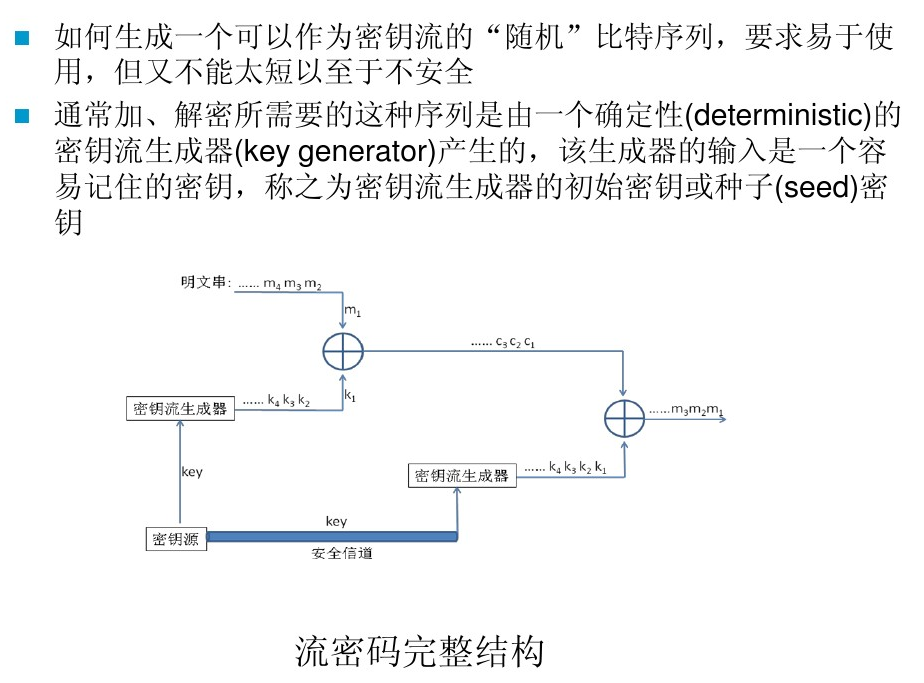 如何生成一个可以作为密钥流的“随机”比特序列，要求易于使
用，但又不能太短以至于不安全
通常加、解密所需要的这种序列是由一个确定性(deterministic)的
密钥流生成器(key generator)产生的，该生成器的输入是一个容
易记住的密钥，称之为密钥流生成器的初始密钥或种子(seed)密
钥
明文串: …… m₄ m₃ m₂
m₁
…… c₃ c₂ c₁
密钥流生成器
…… k₄ k₃ k₂
k₁
……m₃m₂m₁
key
密钥流生成器
…… k₄ k₃ k₂ k₁
密钥源
key
安全信道
流密码完整结构